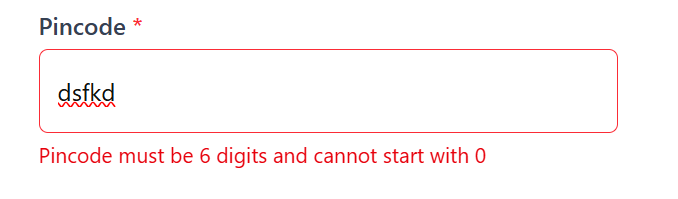 Pincode *
dsfkd
Pincode must be 6 digits and cannot start with 0